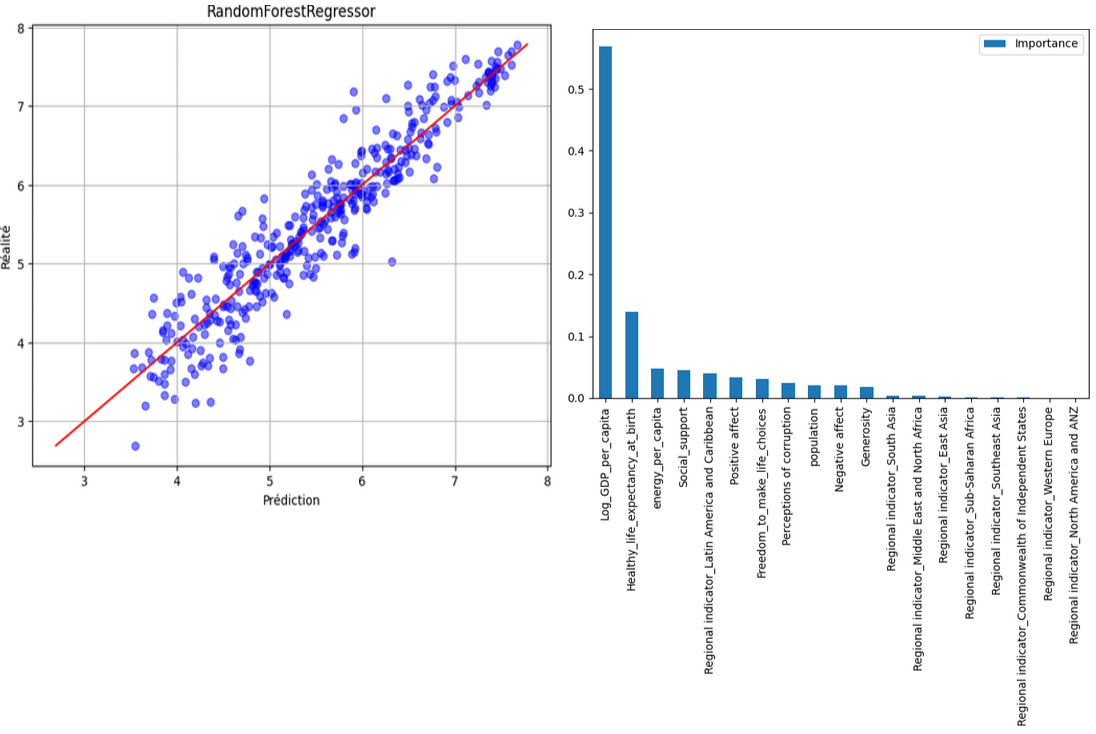 RandomForestRegressor
8
7
6
5
4
3
Réalité
3 4 5 6 7 8
Prédiction
Importance
0.5
0.4
0.3
0.2
0.1
0.0
Log_GDP_per_capita
Healthy_life_expectancy_at_birth
energy_per_capita
Social_support
Regional indicator_Latin America and Caribbean
Positive affect
Freedom_to_make_life_choices
Perceptions of corruption
population
Negative affect
Generosity
Regional indicator_South Asia
Regional indicator_Middle East and North Africa
Regional indicator_East Asia
Regional indicator_Sub-Saharan Africa
Regional indicator_Southeast Asia
Regional indicator_Commonwealth of Independent States
Regional indicator_Western Europe
Regional indicator_North America and ANZ